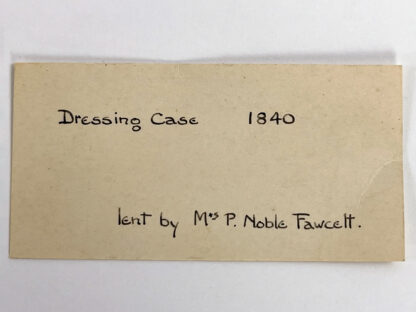 Dressing Case 1840
lent by Mrs P. Noble Fawcett.